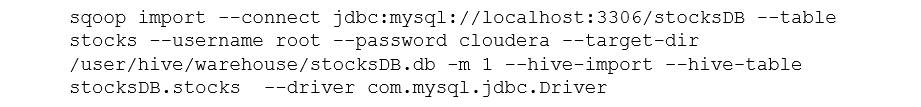 sqoop import --connect jdbc:mysql://localhost:3306/stocksDB --table
stocks --username root --password cloudera --target-dir
/user/hive/warehouse/stocksDB.db -m 1 --hive-import --hive-table
stocksDB.stocks  --driver com.mysql.jdbc.Driver